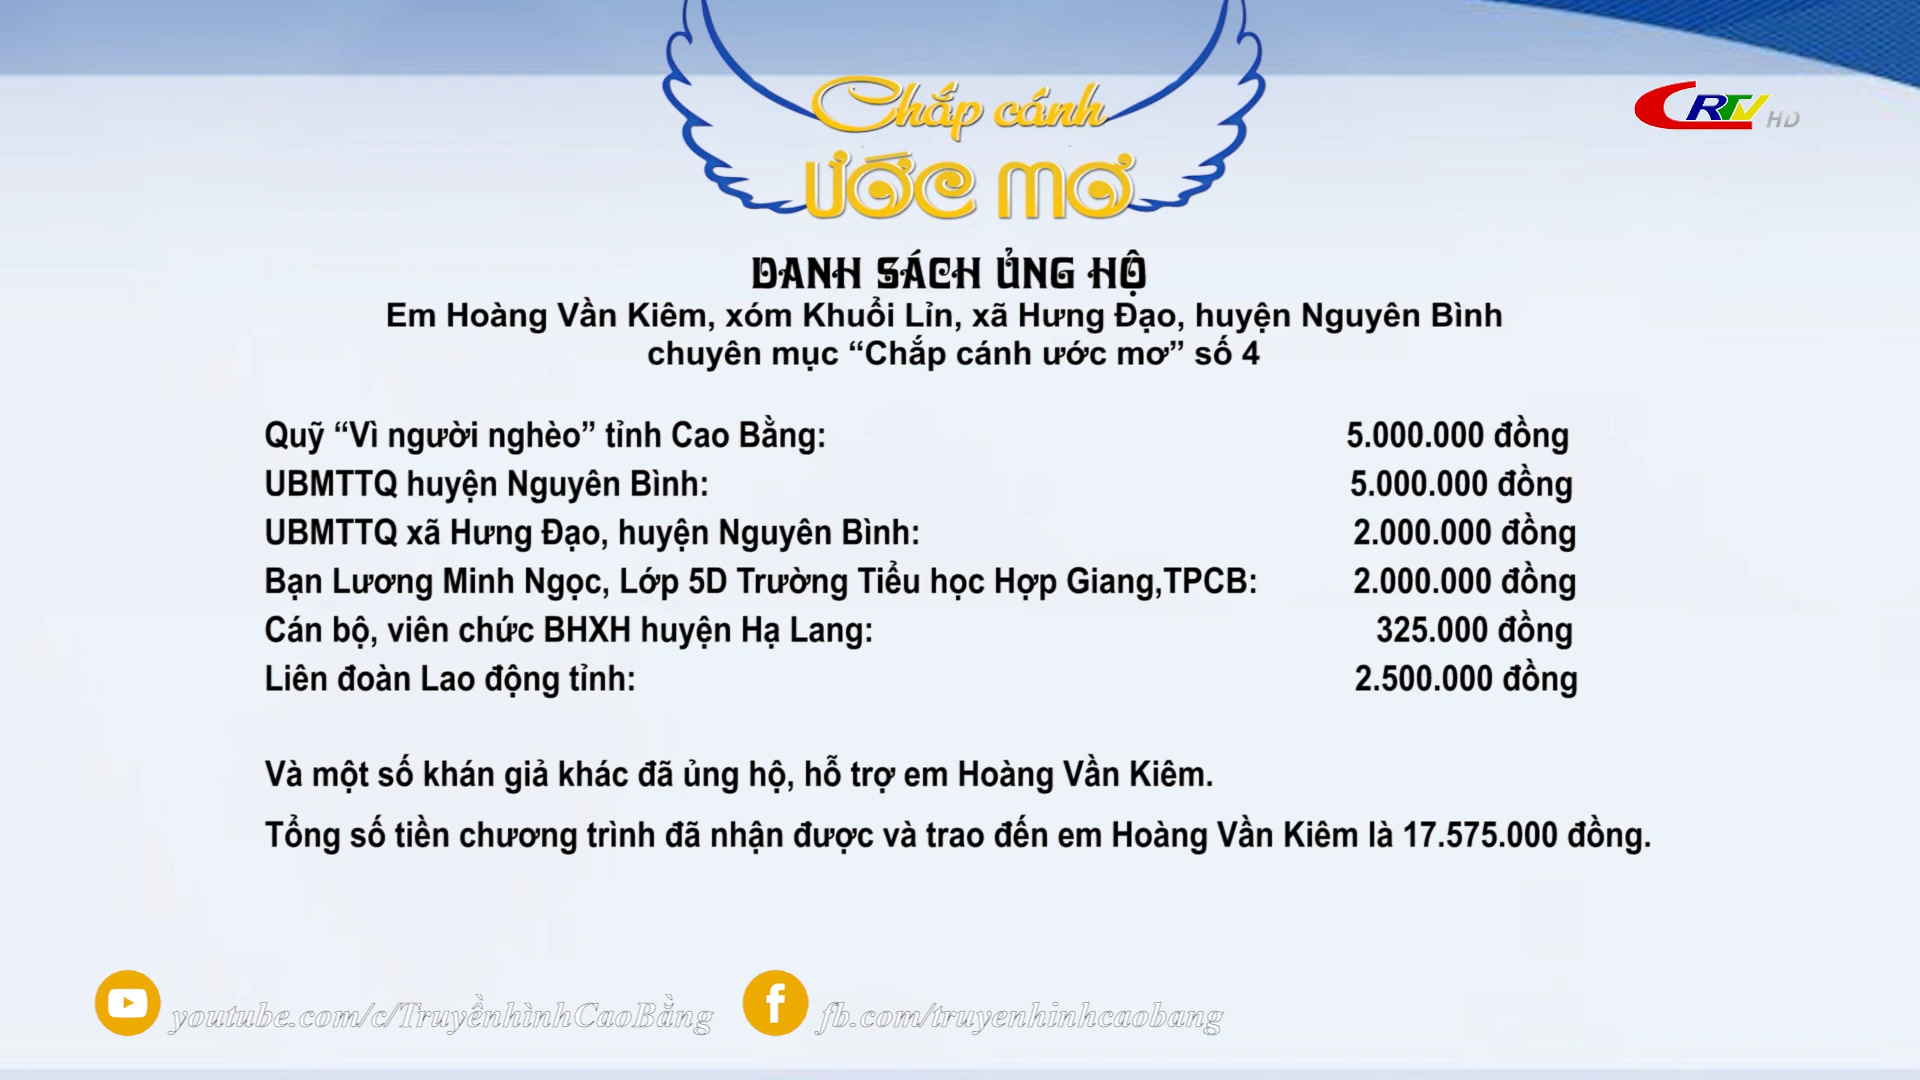 Chắp cánh
ƯỚC MƠ
CRTV HD
DANH SÁCH ỦNG HỘ
Em Hoàng Vần Kiêm, xóm Khuổi Lỉn, xã Hưng Đạo, huyện Nguyên Bình
chuyên mục “Chắp cánh ước mơ” số 4
Quỹ “Vì người nghèo” tỉnh Cao Bằng: 5.000.000 đồng
UBMTTQ huyện Nguyên Bình: 5.000.000 đồng
UBMTTQ xã Hưng Đạo, huyện Nguyên Bình: 2.000.000 đồng
Bạn Lương Minh Ngọc, Lớp 5D Trường Tiểu học Hợp Giang,TPCB: 2.000.000 đồng
Cán bộ, viên chức BHXH huyện Hạ Lang: 325.000 đồng
Liên đoàn Lao động tỉnh: 2.500.000 đồng
Và một số khán giả khác đã ủng hộ, hỗ trợ em Hoàng Vần Kiêm.
Tổng số tiền chương trình đã nhận được và trao đến em Hoàng Vần Kiêm là 17.575.000 đồng.
youtube.com/c/TruyềnhìnhCaoBằng fb.com/truyenhinhcaobang